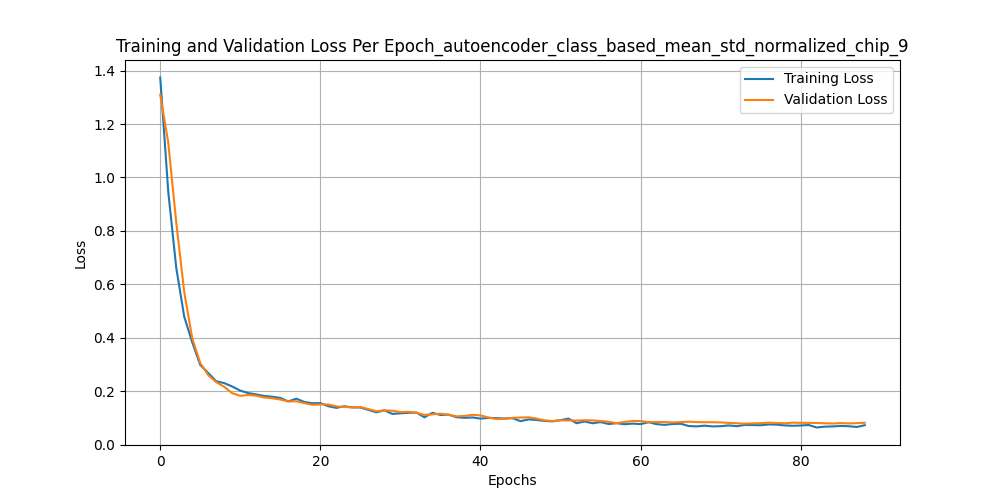 Training and Validation Loss Per Epoch_autoencoder_class_based_mean_std_normalized_chip_9
Training Loss
Validation Loss
1.4
1.2
1.0
0.8
0.6
0.4
0.2
0.0
Loss
0 20 40 60 80
Epochs